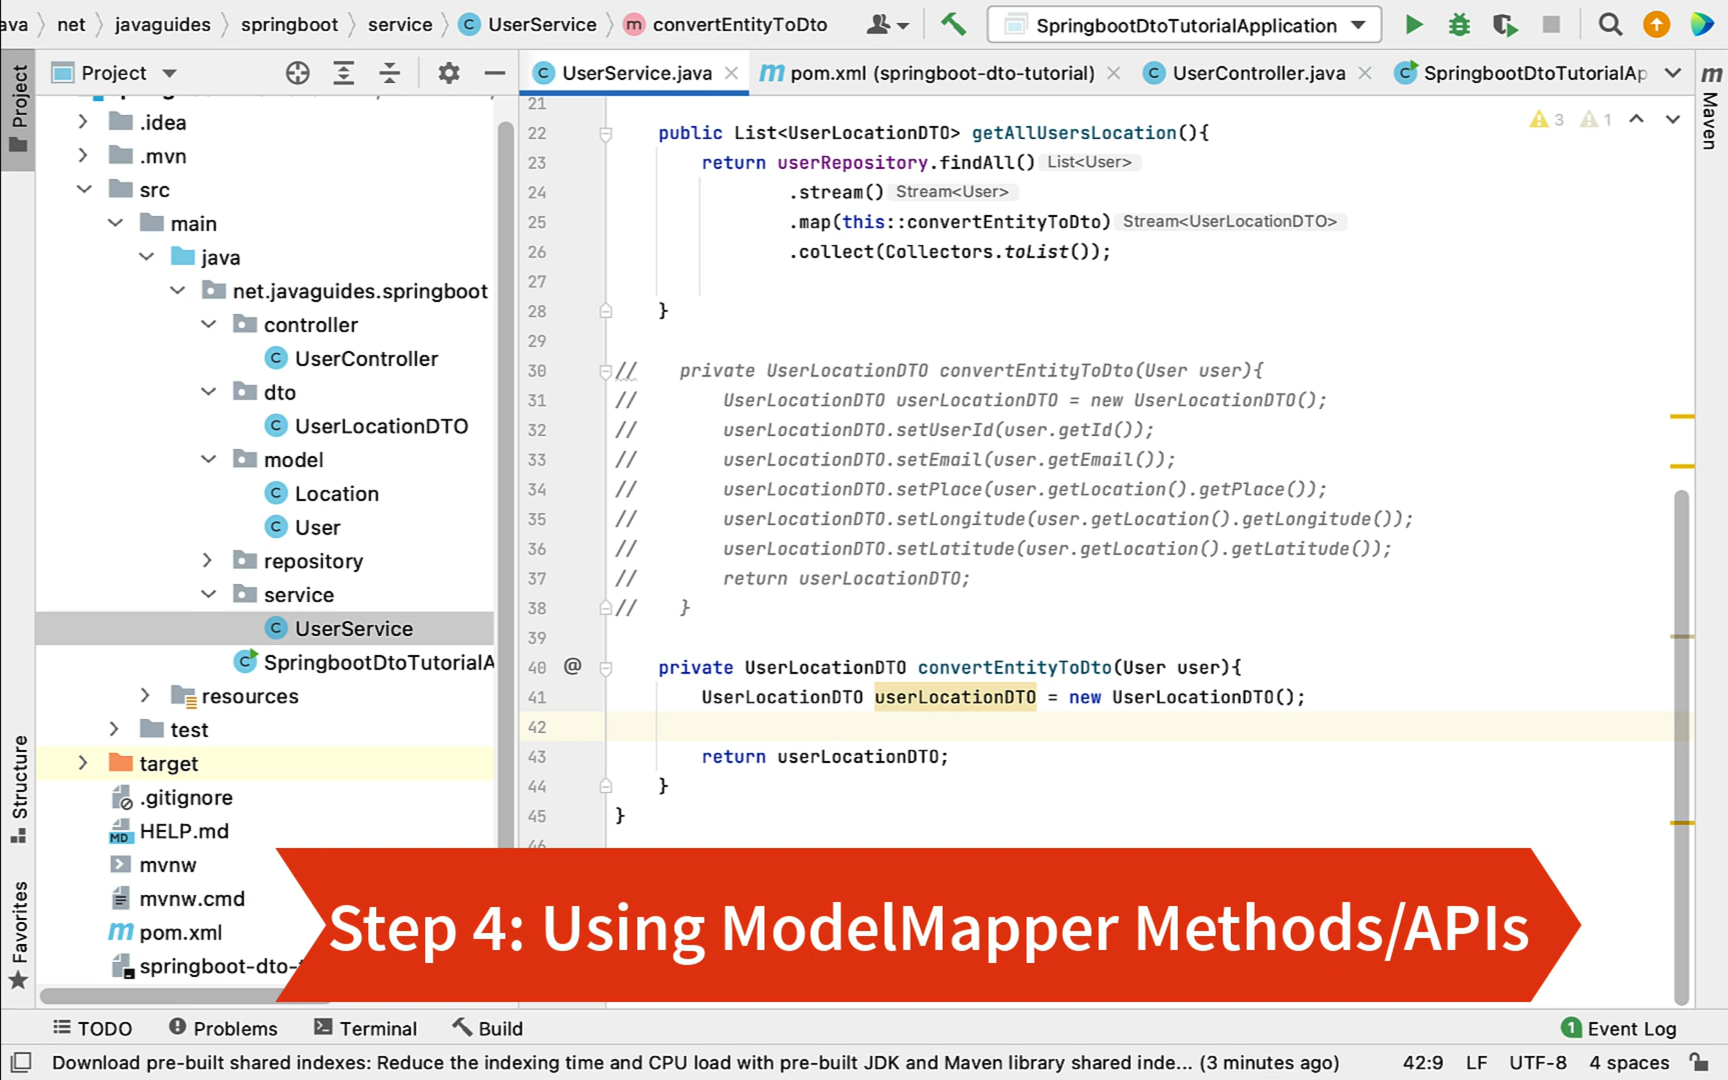 ava > net > javaguides > springboot > service > UserService > convertEntityToDto
SpringbootDtoTutorialApplication
Project
UserService.java
pom.xml (springboot-dto-tutorial)
UserController.java
SpringbootDtoTutorialAp
Project
Maven
Structure
Favorites
.idea
.mvn
src
main
java
net.javaguides.springboot
controller
UserController
dto
UserLocationDTO
model
Location
User
repository
service
UserService
SpringbootDtoTutorialA
resources
test
target
.gitignore
HELP.md
mvnw
mvnw.cmd
pom.xml
springboot-dto-
3 1
21
22 public List<UserLocationDTO> getAllUsersLocation(){
23 return userRepository.findAll() List<User>
24 .stream() Stream<User>
25 .map(this::convertEntityToDto) Stream<UserLocationDTO>
26 .collect(Collectors.toList());
27
28 }
29
30 // private UserLocationDTO convertEntityToDto(User user){
31 // UserLocationDTO userLocationDTO = new UserLocationDTO();
32 // userLocationDTO.setUserId(user.getId());
33 // userLocationDTO.setEmail(user.getEmail());
34 // userLocationDTO.setPlace(user.getLocation().getPlace());
35 // userLocationDTO.setLongitude(user.getLocation().getLongitude());
36 // userLocationDTO.setLatitude(user.getLocation().getLatitude());
37 // return userLocationDTO;
38 // }
39
40 @ private UserLocationDTO convertEntityToDto(User user){
41 UserLocationDTO userLocationDTO = new UserLocationDTO();
42
43 return userLocationDTO;
44 }
45 }
46
Step 4: Using ModelMapper Methods/APIs
TODO Problems Terminal Build
1 Event Log
Download pre-built shared indexes: Reduce the indexing time and CPU load with pre-built JDK and Maven library shared inde... (3 minutes ago)
42:9 LF UTF-8 4 spaces